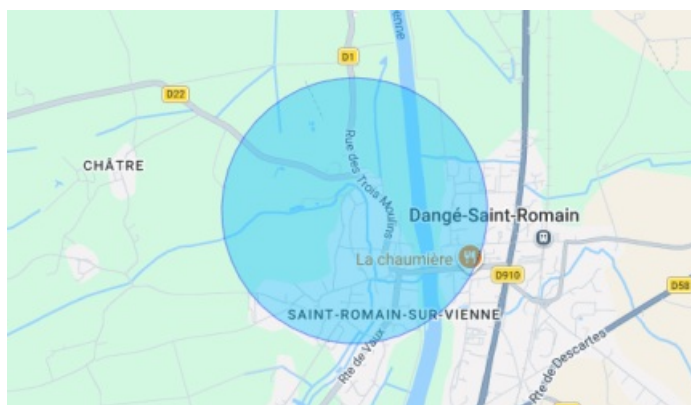 enne
D1
D22
Rue des Trois Moulins
CHÂTRE
Dangé-Saint-Romain
La chaumière
D910
D58
SAINT-ROMAIN-SUR-VIENNE
Rte de Vaux
Rte de Descartes